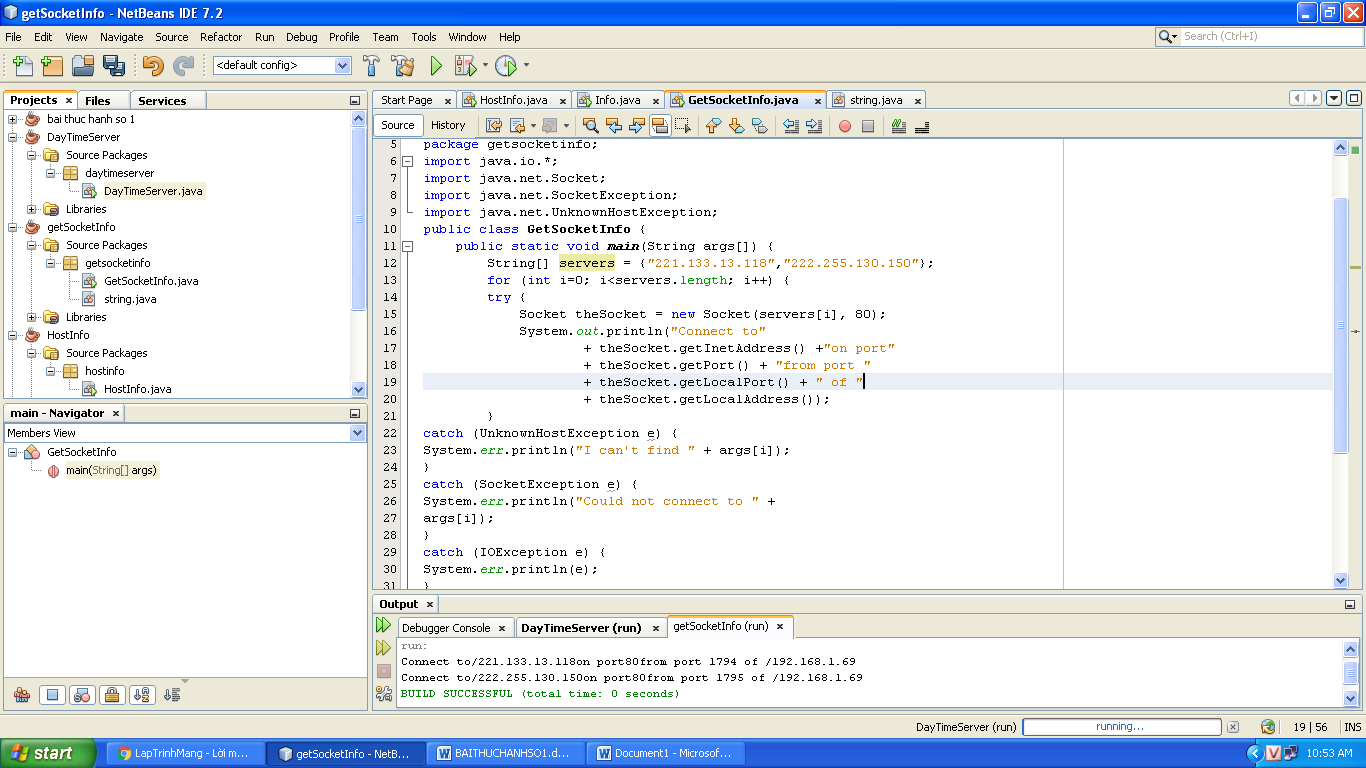 getSocketInfo - NetBeans IDE 7.2
File Edit View Navigate Source Refactor Run Debug Profile Team Tools Window Help
Search (Ctrl+I)
<default config>
Projects x Files Services
bai thuc hanh so 1
DayTimeServer
Source Packages
daytimeserver
DayTimeServer.java
Libraries
getSocketInfo
Source Packages
getsocketinfo
GetSocketInfo.java
string.java
Libraries
HostInfo
Source Packages
hostinfo
HostInfo.java
main - Navigator x
Members View
GetSocketInfo
main(String[] args)
Start Page x HostInfo.java x Info.java x GetSocketInfo.java x string.java x
Source History
5 package getsocketinfo;
6 import java.io.*;
7 import java.net.Socket;
8 import java.net.SocketException;
9 import java.net.UnknownHostException;
10 public class GetSocketInfo {
11 public static void main(String args[]) {
12 String[] servers = {"221.133.13.118","222.255.130.150"};
13 for (int i=0; i<servers.length; i++) {
14 try {
15 Socket theSocket = new Socket(servers[i], 80);
16 System.out.println("Connect to"
17 + theSocket.getInetAddress() +"on port"
18 + theSocket.getPort() + "from port "
19 + theSocket.getLocalPort() + " of "
20 + theSocket.getLocalAddress());
21 }
22 catch (UnknownHostException e) {
23 System.err.println("I can't find " + args[i]);
24 }
25 catch (SocketException e) {
26 System.err.println("Could not connect to " +
27 args[i]);
28 }
29 catch (IOException e) {
30 System.err.println(e);
31 }
Output x
Debugger Console x DayTimeServer (run) x getSocketInfo (run) x
run:
Connect to/221.133.13.118on port80from port 1794 of /192.168.1.69
Connect to/222.255.130.150on port80from port 1795 of /192.168.1.69
BUILD SUCCESSFUL (total time: 0 seconds)
DayTimeServer (run) running... 19 | 56 INS
start LapTrinhMang - Lời m... getSocketInfo - NetB... BAITHUCHANHSO1.d... Document1 - Microsof... 10:53 AM